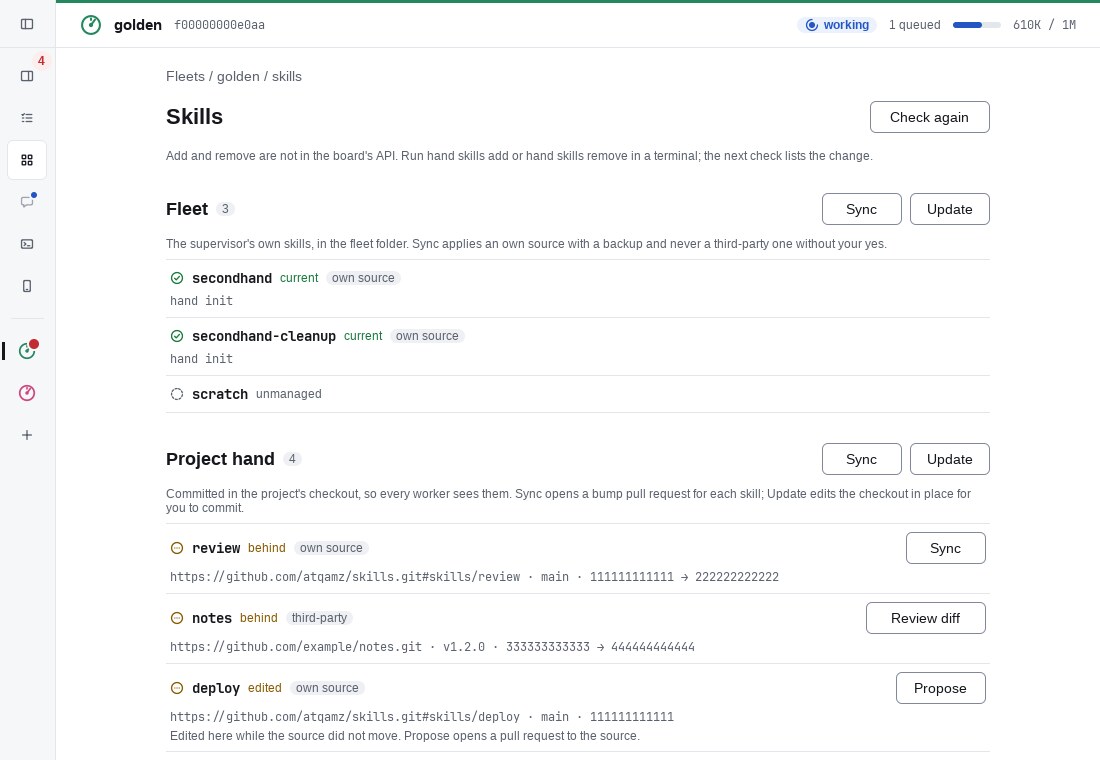 golden f00000000e0aa working 1 queued 610K / 1M
4
Fleets / golden / skills
Skills Check again
Add and remove are not in the board's API. Run hand skills add or hand skills remove in a terminal; the next check lists the change.
Fleet 3 Sync Update
The supervisor's own skills, in the fleet folder. Sync applies an own source with a backup and never a third-party one without your yes.
secondhand current own source
hand init
secondhand-cleanup current own source
hand init
scratch unmanaged
Project hand 4 Sync Update
Committed in the project's checkout, so every worker sees them. Sync opens a bump pull request for each skill; Update edits the checkout in place for
you to commit.
review behind own source Sync
https://github.com/atqamz/skills.git#skills/review · main · 111111111111 → 222222222222
notes behind third-party Review diff
https://github.com/example/notes.git · v1.2.0 · 333333333333 → 444444444444
deploy edited own source Propose
https://github.com/atqamz/skills.git#skills/deploy · main · 111111111111
Edited here while the source did not move. Propose opens a pull request to the source.